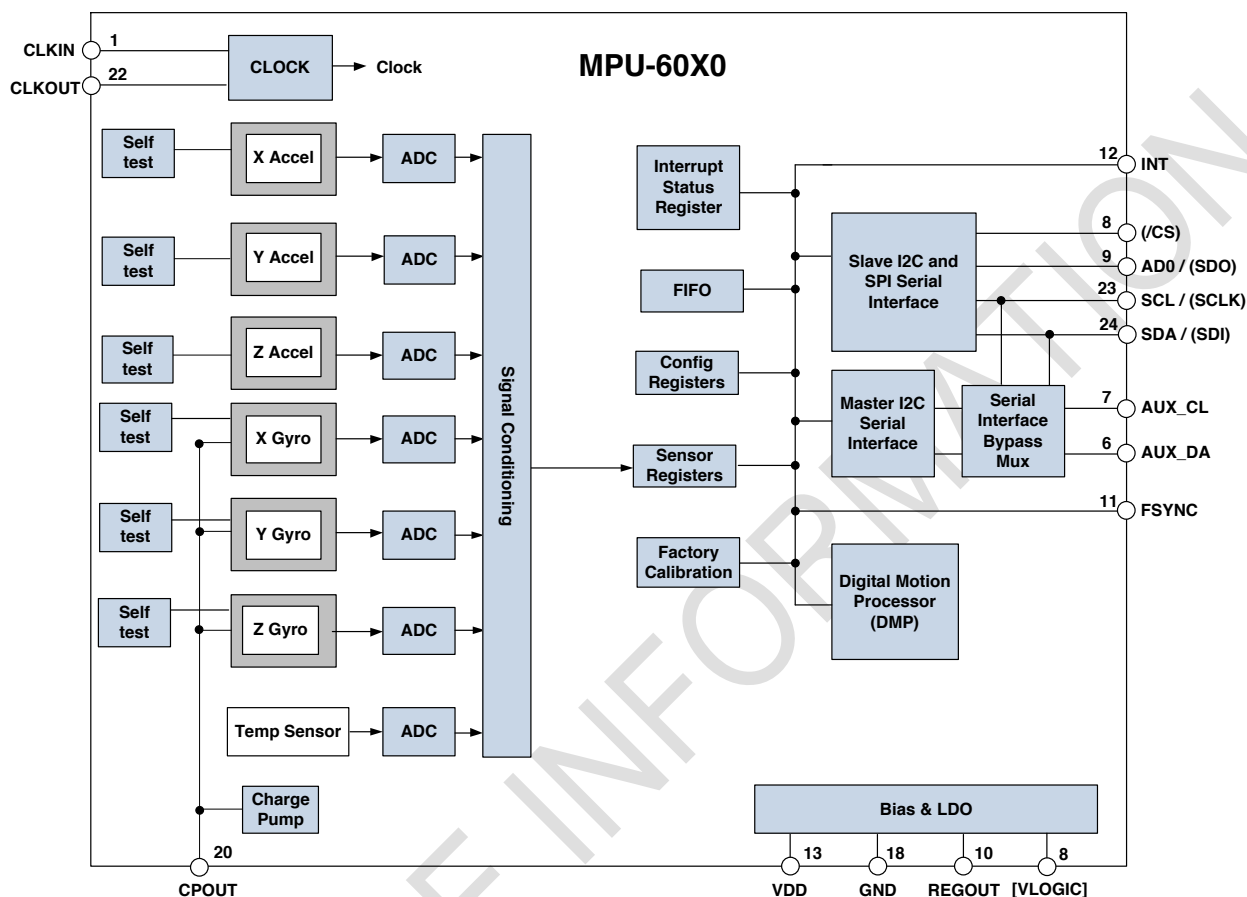 MPU-60X0
CLKIN
1
CLKOUT
22
CLOCK
Clock
Self
test
X Accel
ADC
Self
test
Y Accel
ADC
Self
test
Z Accel
ADC
Self
test
X Gyro
ADC
Self
test
Y Gyro
ADC
Self
test
Z Gyro
ADC
Temp Sensor
ADC
Signal Conditioning
Charge
Pump
20
CPOUT
Interrupt
Status
Register
FIFO
Config
Registers
Sensor
Registers
Factory
Calibration
Slave I2C and
SPI Serial
Interface
Master I2C
Serial
Interface
Serial
Interface
Bypass
Mux
Digital Motion
Processor
(DMP)
12
INT
8
(/CS)
9
AD0 / (SDO)
23
SCL / (SCLK)
24
SDA / (SDI)
7
AUX_CL
6
AUX_DA
11
FSYNC
Bias & LDO
13
VDD
18
GND
10
REGOUT
8
[VLOGIC]
INFORMATION